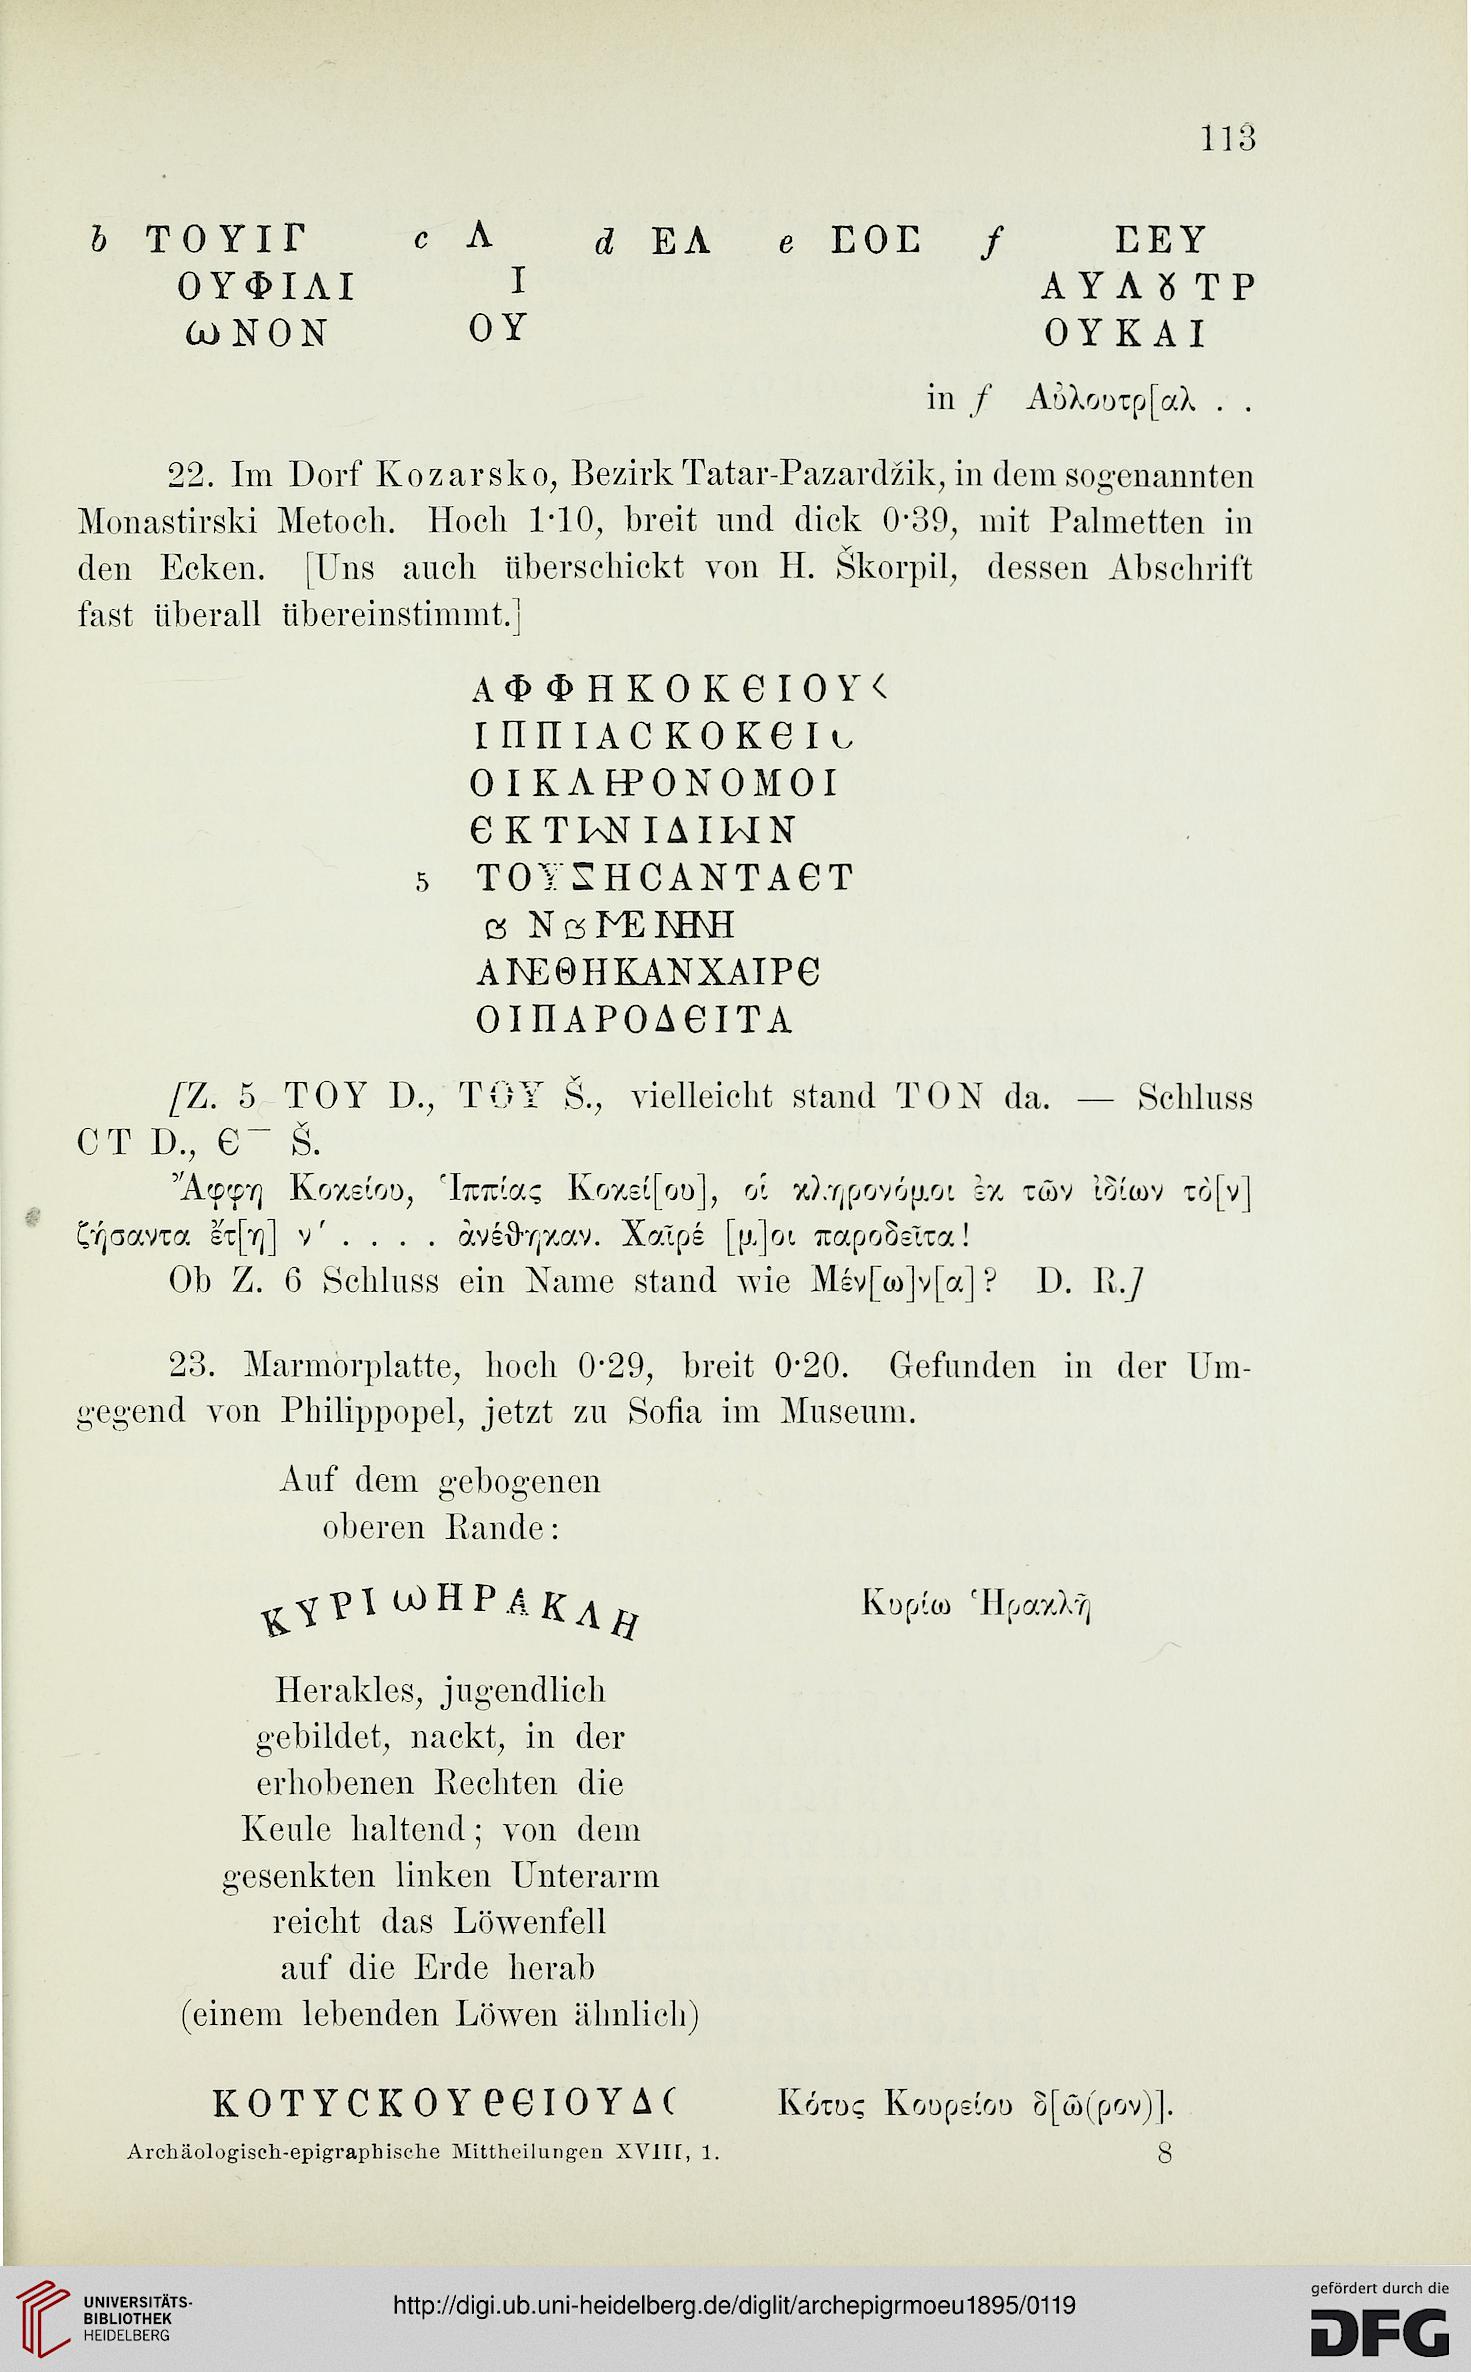 113
b ΤΟΥΙΓ c Λ d ΕΛ e ΣΟΣ f ΣΕΥ
ΟΥΦΙΛΙ Ι ΑΥΛȣΤΡ
ωΝΟΝ ΟΥ ΟΥΚΑΙ
in f Αὐλουτρ[αλ . .
22. Im Dorf Kozarsko, Bezirk Tatar-Pazardžik, in dem sogenannten
Monastirski Metoch. Hoch 1·10, breit und dick 0·39, mit Palmetten in
den Ecken. [Uns auch überschickt von H. Škorpil, dessen Abschrift
fast überall übereinstimmt.]
ΑΦΦΗΚΟΚЄΙΟΥ<
ΙΠΠΙΑϹΚΟΚЄΙ
ΟΙΚΛΗΡΟΝΟΜΟΙ
ЄΚΤΩΝΙΔΙΩΝ
5 ΤΟΥΖΗϹΑΝΤΑЄΤ
Ν ΜΕΝΗΝΗ
ΑΝΕΘΗΚΑΝΧΑΙΡЄ
ΟΙΠΑΡΟΔЄΙΤΑ
[Z. 5 ΤΟΥ D., ΤΟΥ Š., vielleicht stand ΤΟΝ da. — Schluss
ϹΤ D., Є¯ Š.
Ἄφφη Κοκείου, Ἱππίας Κοκεί[ου], οἱ κληρονόμοι ἐκ τῶν ἰδίων τὸ[ν]
ζήσαντα ἔτ[η] ν′ . . . . ἀνέθηκαν. Χαῖρέ [μ]οι παροδεῖτα!
Ob Z. 6 Schluss ein Name stand wie Μέν[ω]ν[α]? D. R.]
23. Marmorplatte, hoch 0·29, breit 0·20. Gefunden in der Um-
gegend von Philippopel, jetzt zu Sofia im Museum.
Auf dem gebogenen
oberen Rande:
ΚΥΡΙωΗΡΑΚΛΗ Κυρίω Ἡρακλῆ
Herakles, jugendlich
gebildet, nackt, in der
erhobenen Rechten die
Keule haltend; von dem
gesenkten linken Unterarm
reicht das Löwenfell
auf die Erde herab
(einem lebenden Löwen ähnlich)
ΚΟΤΥϹΚΟΥΡЄΙΟΥΔ( Κότυς Κουρείου δ[ῶ(ρον)].
Archäologisch-epigraphische Mittheilungen XVIII, 1. 8
UNIVERSITÄTS-
BIBLIOTHEK
HEIDELBERG
http://digi.ub.uni-heidelberg.de/diglit/archepigrmoeu1895/0119
gefördert durch die
DFG